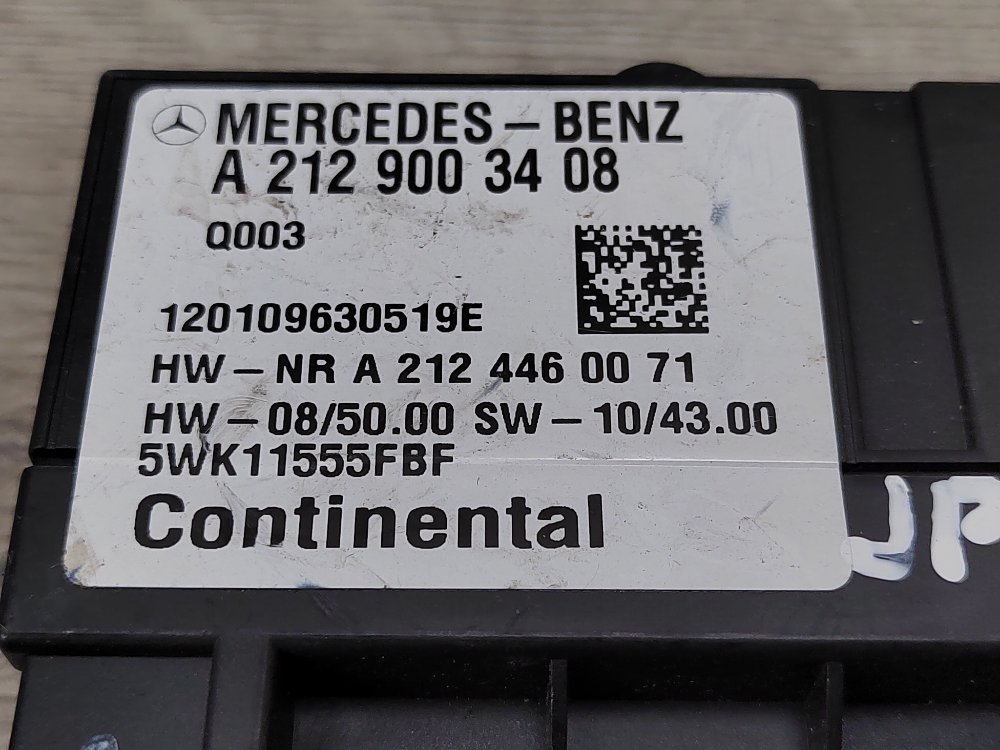 MERCEDES-BENZ
A 212 900 34 08
Q003
120109630519E
HW-NR A 212 446 00 71
HW-08/50.00 SW-10/43.00
5WK11555FBF
Continental
JP